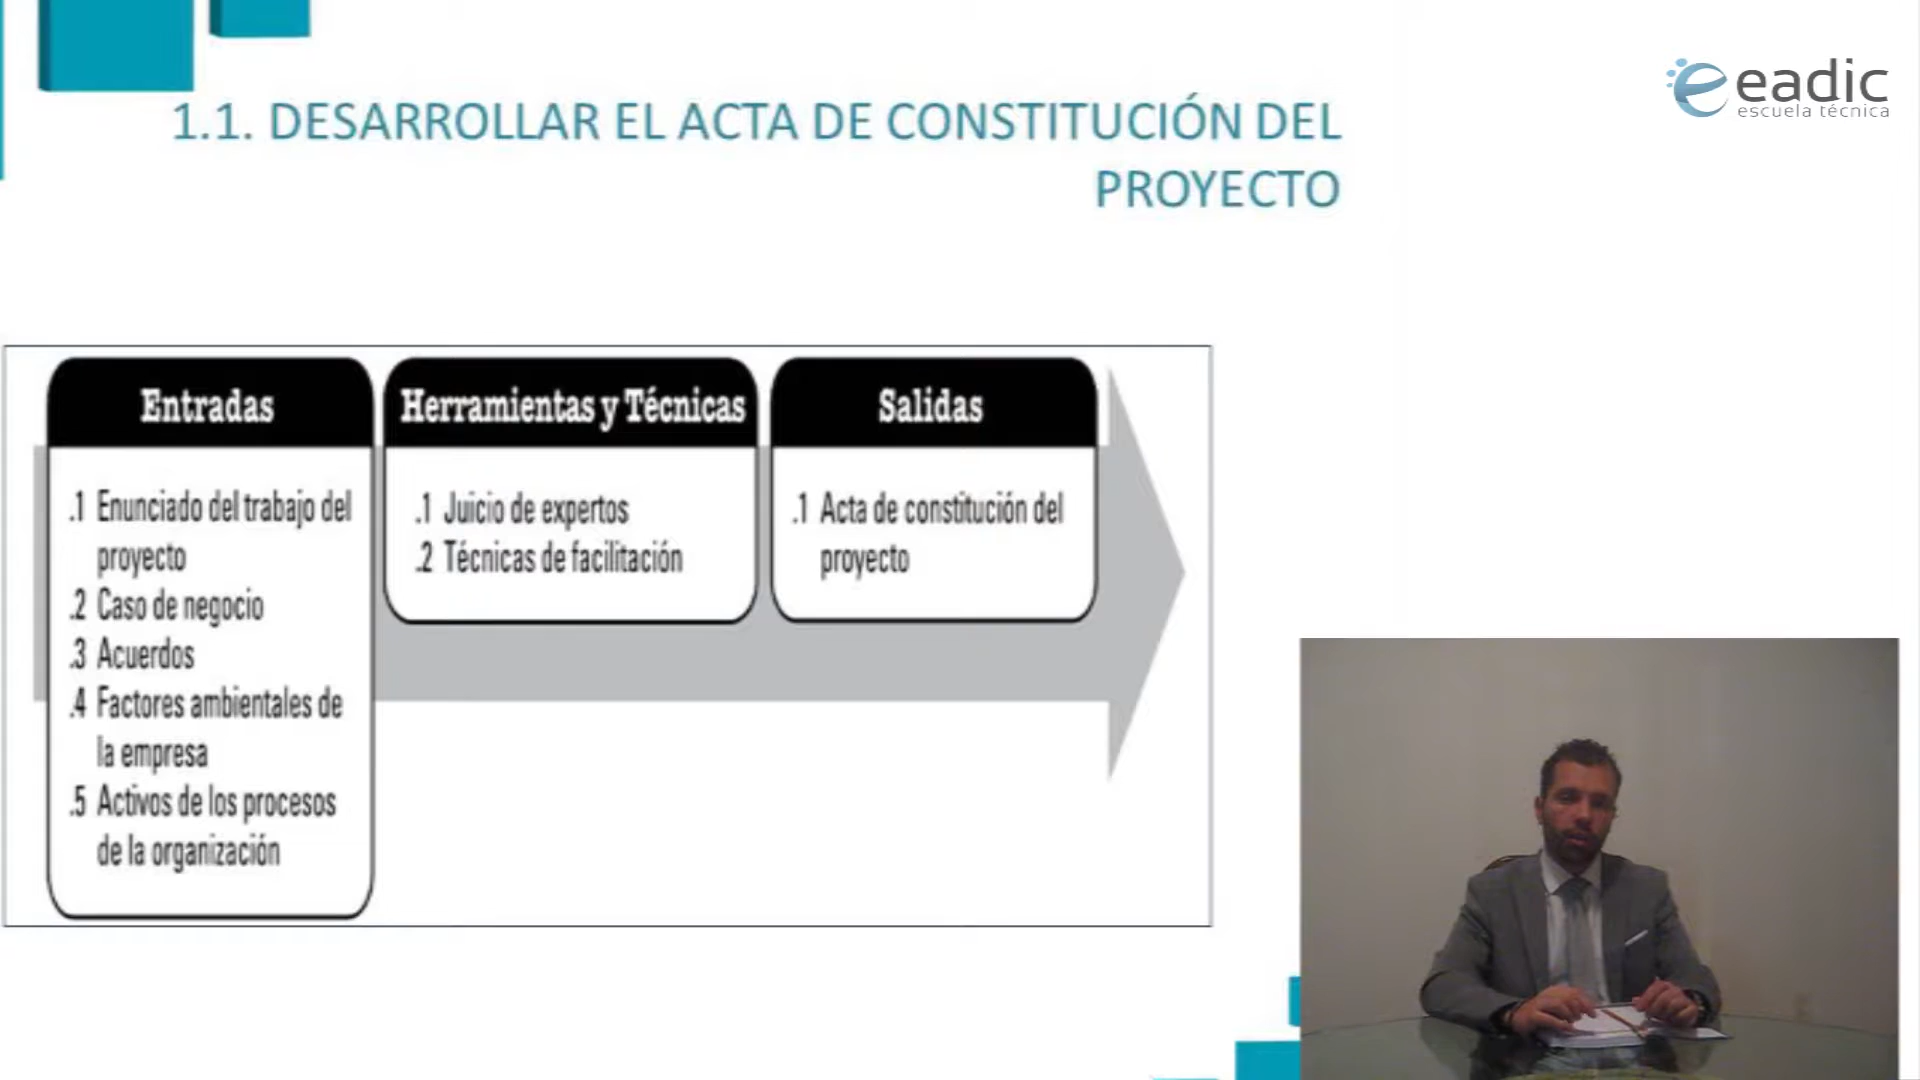 eadic
escuela técnica
1.1. DESARROLLAR EL ACTA DE CONSTITUCIÓN DEL
PROYECTO
Entradas
.1 Enunciado del trabajo del
proyecto
.2 Caso de negocio
.3 Acuerdos
.4 Factores ambientales de
la empresa
.5 Activos de los procesos
de la organización
Herramientas y Técnicas
.1 Juicio de expertos
.2 Técnicas de facilitación
Salidas
.1 Acta de constitución del
proyecto